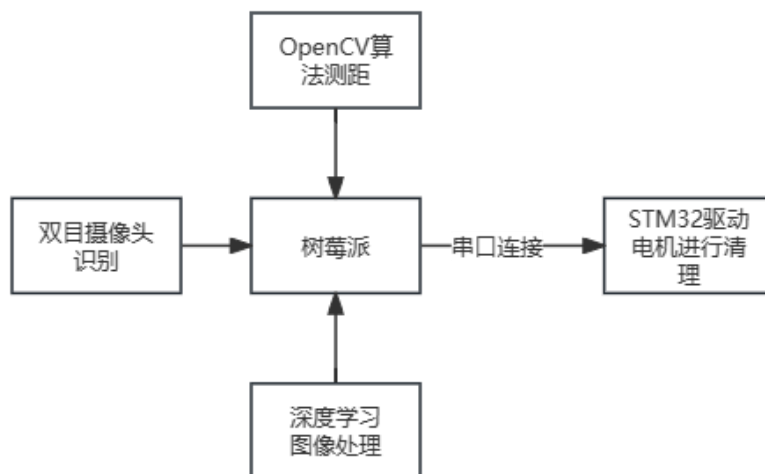 OpenCV算
法测距
双目摄像头
识别
树莓派
串口连接
STM32驱动
电机进行清
理
深度学习
图像处理